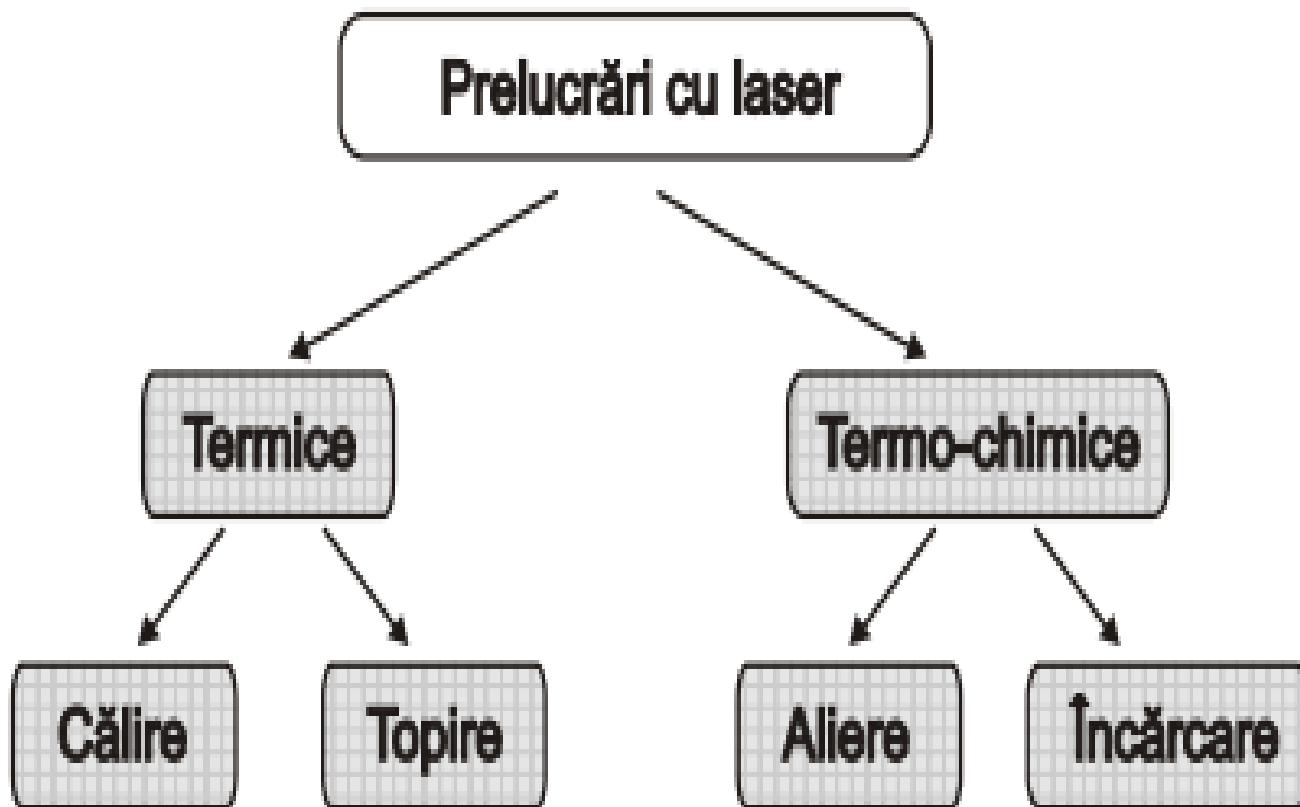 Prelucrări cu laser
Termice
Termo-chimice
Călire
Topire
Aliere
Încărcare